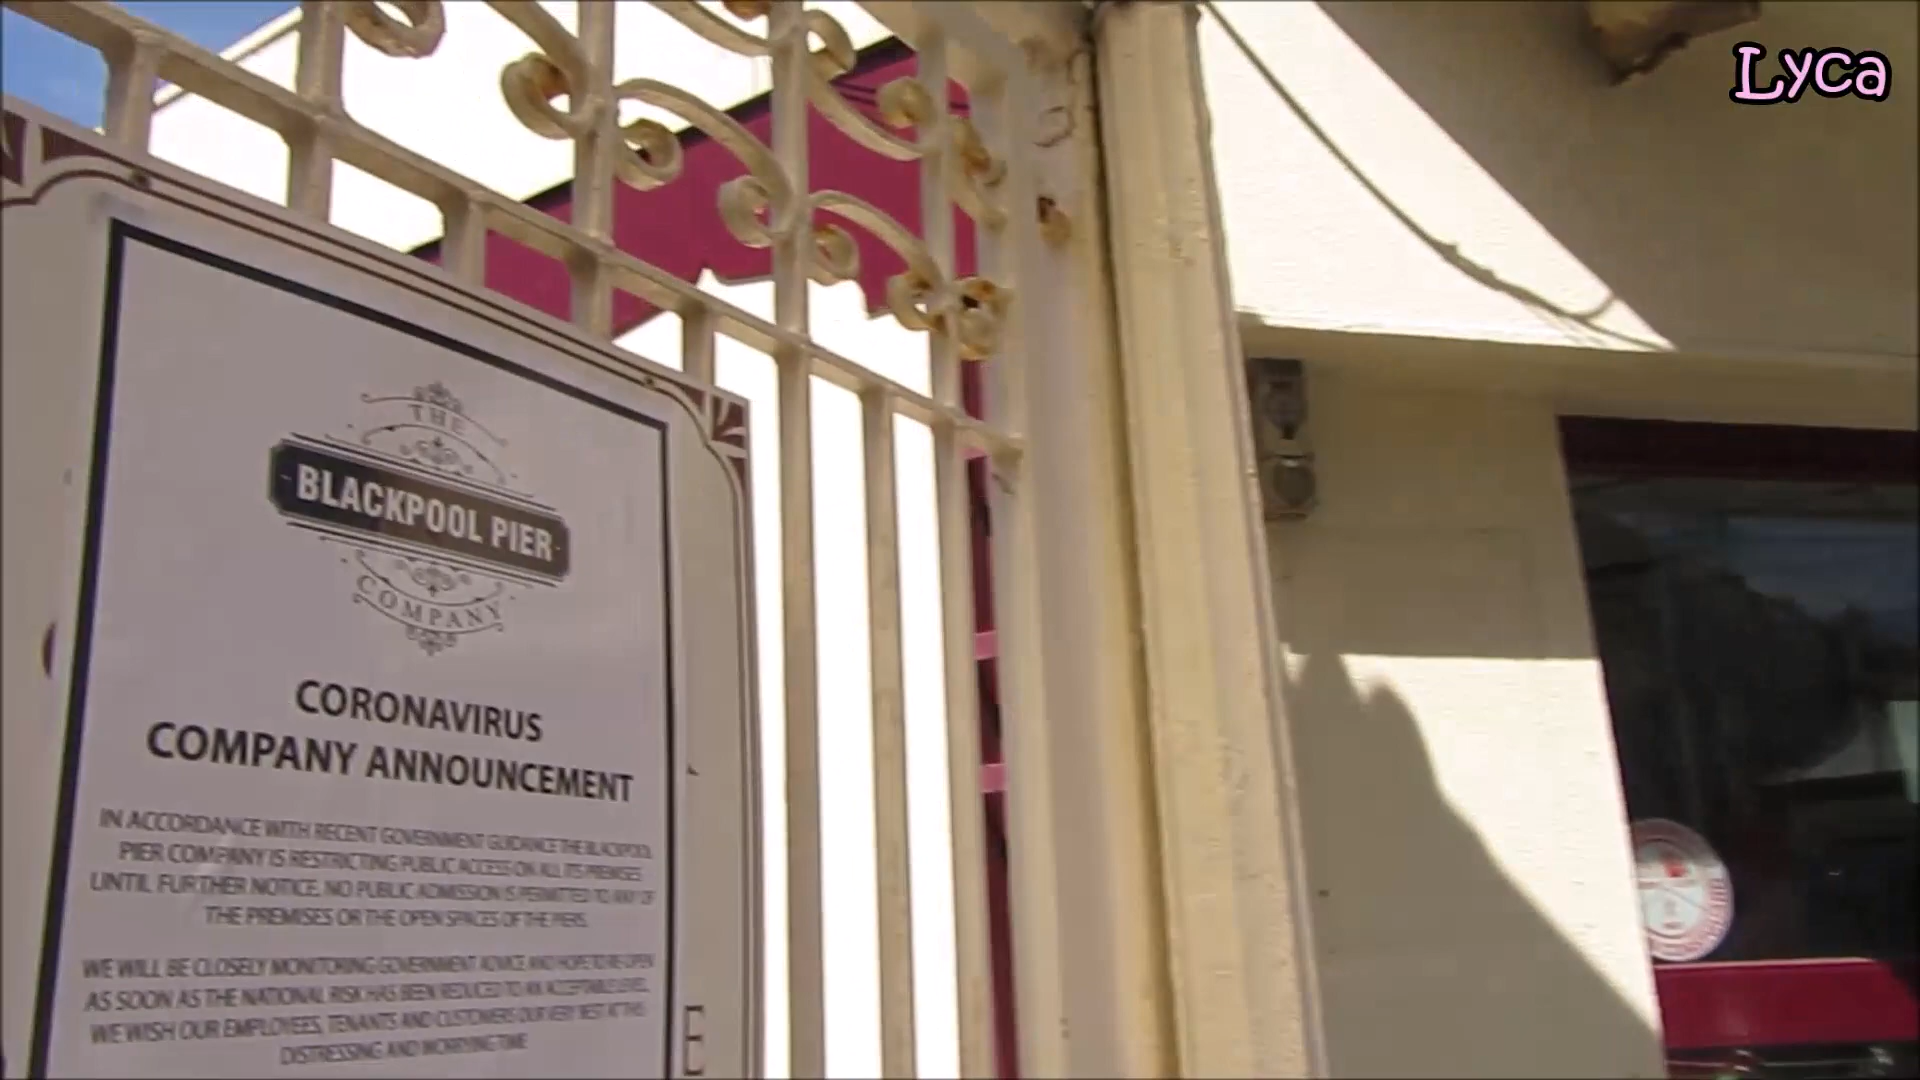 Lyca
THE
BLACKPOOL PIER
COMPANY
CORONAVIRUS
COMPANY ANNOUNCEMENT
IN ACCORDANCE WITH RECENT GOVERNMENT GUIDANCE THE BLACKPOOL
PIER COMPANY IS RESTRICTING PUBLIC ACCESS ON ALL ITS PREMISES
UNTIL FURTHER NOTICE. NO PUBLIC ADMISSION IS PERMITTED TO ANY OF
THE PREMISES OR THE OPEN SPACES OF THE PIERS.
WE WILL BE CLOSELY MONITORING GOVERNMENT ADVICE AND HOPE TO RE-OPEN
AS SOON AS THE NATIONAL RISK HAS BEEN REDUCED TO AN ACCEPTABLE LEVEL.
WE WISH OUR EMPLOYEES, TENANTS AND CUSTOMERS OUR VERY BEST AT THIS
DISTRESSING AND WORRYING TIME
E